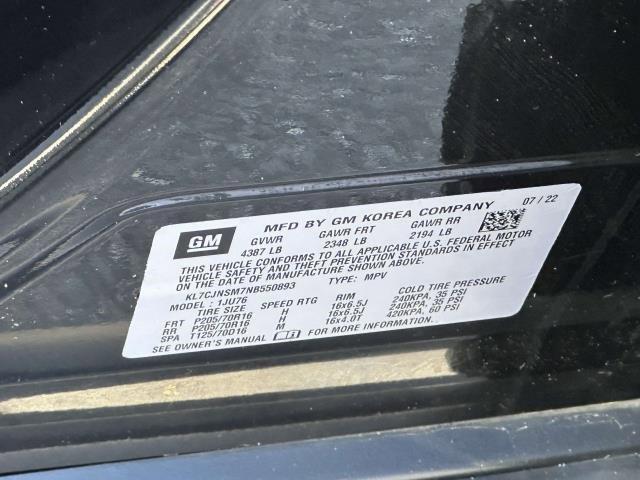 GM MFD BY GM KOREA COMPANY 07/22
GVWR GAWR FRT GAWR RR
4387 LB 2348 LB 2194 LB
THIS VEHICLE CONFORMS TO ALL APPLICABLE U.S. FEDERAL MOTOR
VEHICLE SAFETY AND THEFT PREVENTION STANDARDS IN EFFECT
ON THE DATE OF MANUFACTURE SHOWN ABOVE.
KL7CJNSM7NB550893 TYPE: MPV
MODEL : 1JU76
TIRE SIZE SPEED RTG RIM COLD TIRE PRESSURE
FRT P205/70R16 H 16x6.5J 240KPA, 35 PSI
RR P205/70R16 H 16x6.5J 240KPA, 35 PSI
SPA T125/70D16 M 16x4.0T 420KPA, 60 PSI
SEE OWNER'S MANUAL